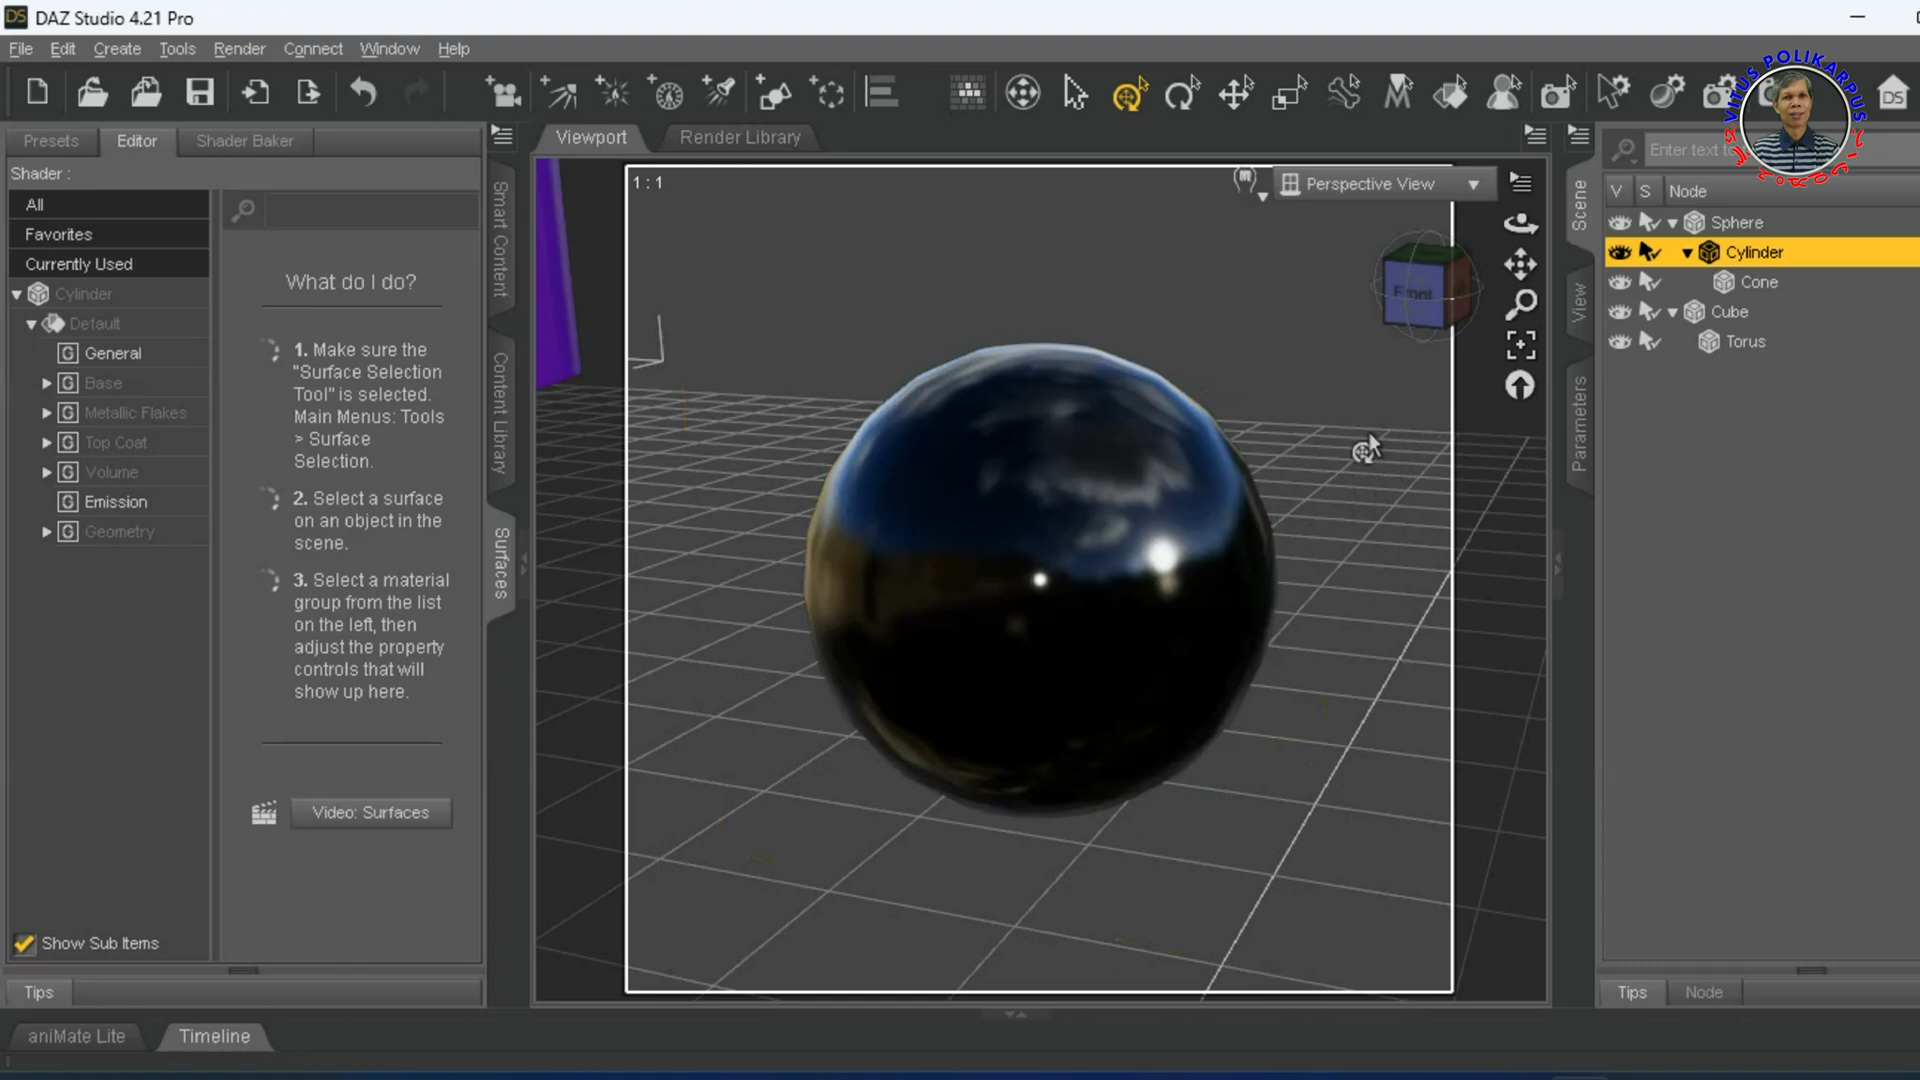 DS DAZ Studio 4.21 Pro
File Edit Create Tools Render Connect Window Help
DS
VITUS POLIKARPUS
Presets Editor Shader Baker
Viewport Render Library
Enter text to
Shader :
All
Favorites
Currently Used
Cylinder
Default
G General
G Base
G Metallic Flakes
G Top Coat
G Volume
G Emission
G Geometry
Show Sub Items
What do I do?
1. Make sure the
"Surface Selection
Tool" is selected.
Main Menus: Tools
> Surface
Selection.
2. Select a surface
on an object in the
scene.
3. Select a material
group from the list
on the left, then
adjust the property
controls that will
show up here.
Video: Surfaces
Smart Content
Content Library
Surfaces
1 : 1
Perspective View
Front
Scene
View
Parameters
V S Node
Sphere
Cylinder
Cone
Cube
Torus
Tips
Tips Node
aniMate Lite Timeline